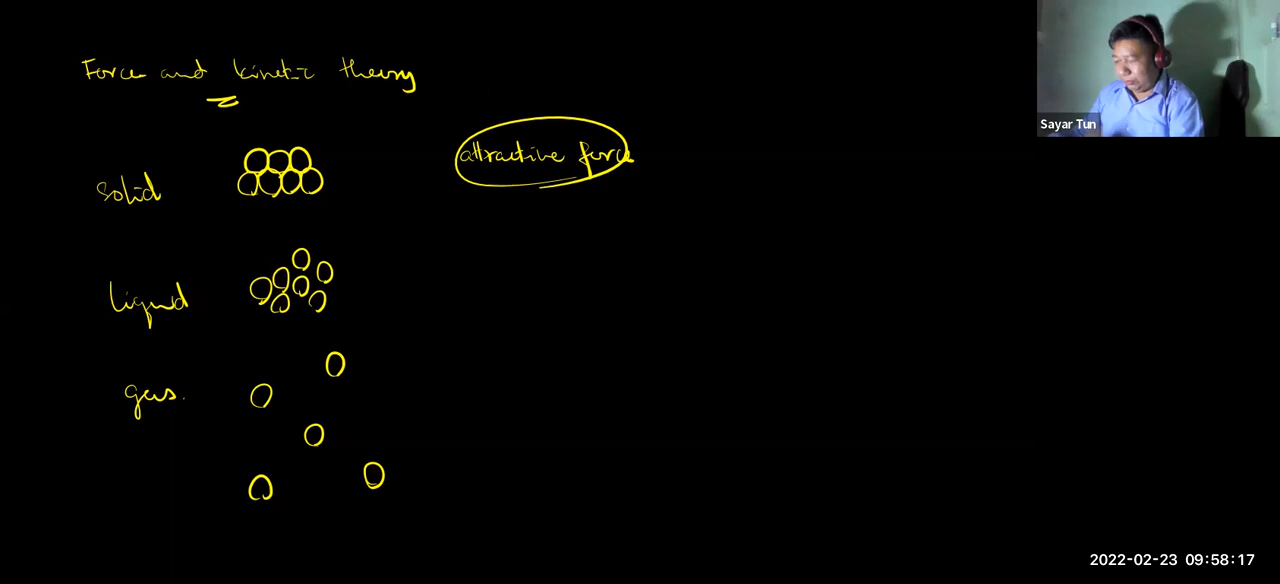 Force and kinetic theory
attractive force
solid
liquid
gas.
Sayar Tun
2022-02-23 09:58:17